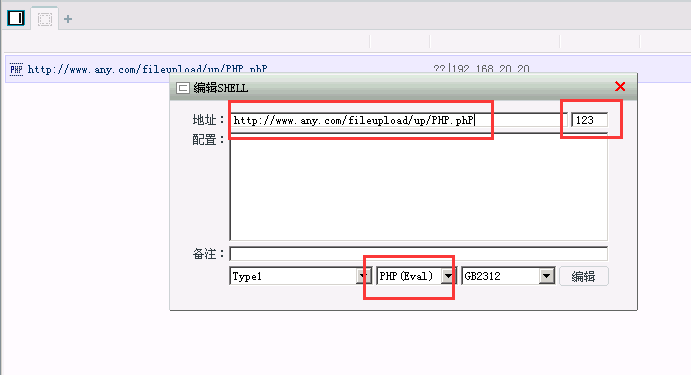 PHP http://www.any.com/fileupload/up/PHP.phP ??|192.168.20.20
编辑SHELL
地址: http://www.any.com/fileupload/up/PHP.phP 123
配置:
备注:
Type1 PHP(Eval) GB2312 编辑